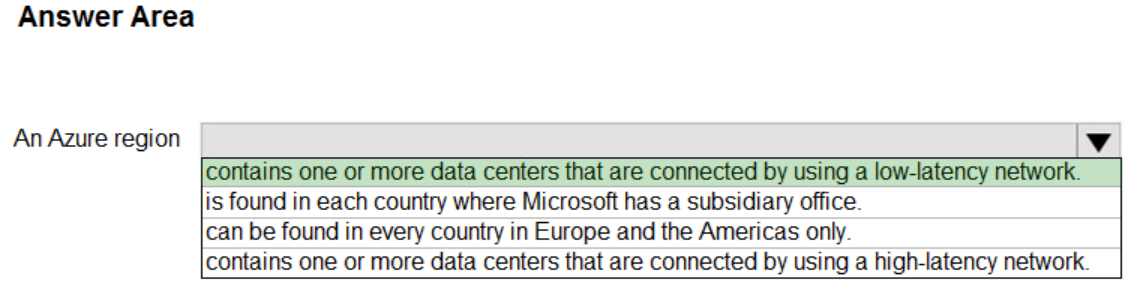 Answer Area
An Azure region
contains one or more data centers that are connected by using a low-latency network.
is found in each country where Microsoft has a subsidiary office.
can be found in every country in Europe and the Americas only.
contains one or more data centers that are connected by using a high-latency network.